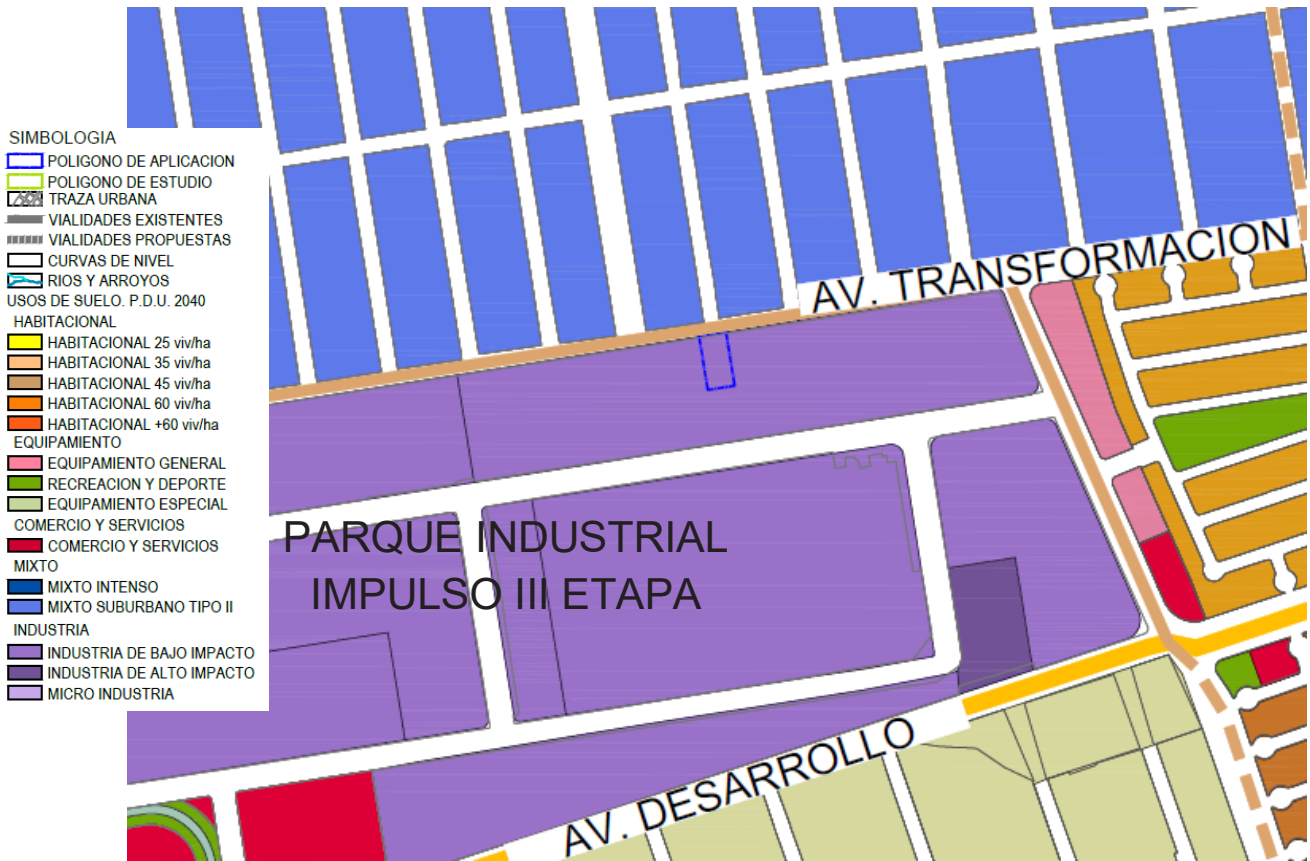 SIMBOLOGIA
POLIGONO DE APLICACION
POLIGONO DE ESTUDIO
TRAZA URBANA
VIALIDADES EXISTENTES
VIALIDADES PROPUESTAS
CURVAS DE NIVEL
RIOS Y ARROYOS
USOS DE SUELO. P.D.U. 2040
HABITACIONAL
HABITACIONAL 25 viv/ha
HABITACIONAL 35 viv/ha
HABITACIONAL 45 viv/ha
HABITACIONAL 60 viv/ha
HABITACIONAL +60 viv/ha
EQUIPAMIENTO
EQUIPAMIENTO GENERAL
RECREACION Y DEPORTE
EQUIPAMIENTO ESPECIAL
COMERCIO Y SERVICIOS
COMERCIO Y SERVICIOS
MIXTO
MIXTO INTENSO
MIXTO SUBURBANO TIPO II
INDUSTRIA
INDUSTRIA DE BAJO IMPACTO
INDUSTRIA DE ALTO IMPACTO
MICRO INDUSTRIA
AV. TRANSFORMACION
PARQUE INDUSTRIAL
IMPULSO III ETAPA
AV. DESARROLLO